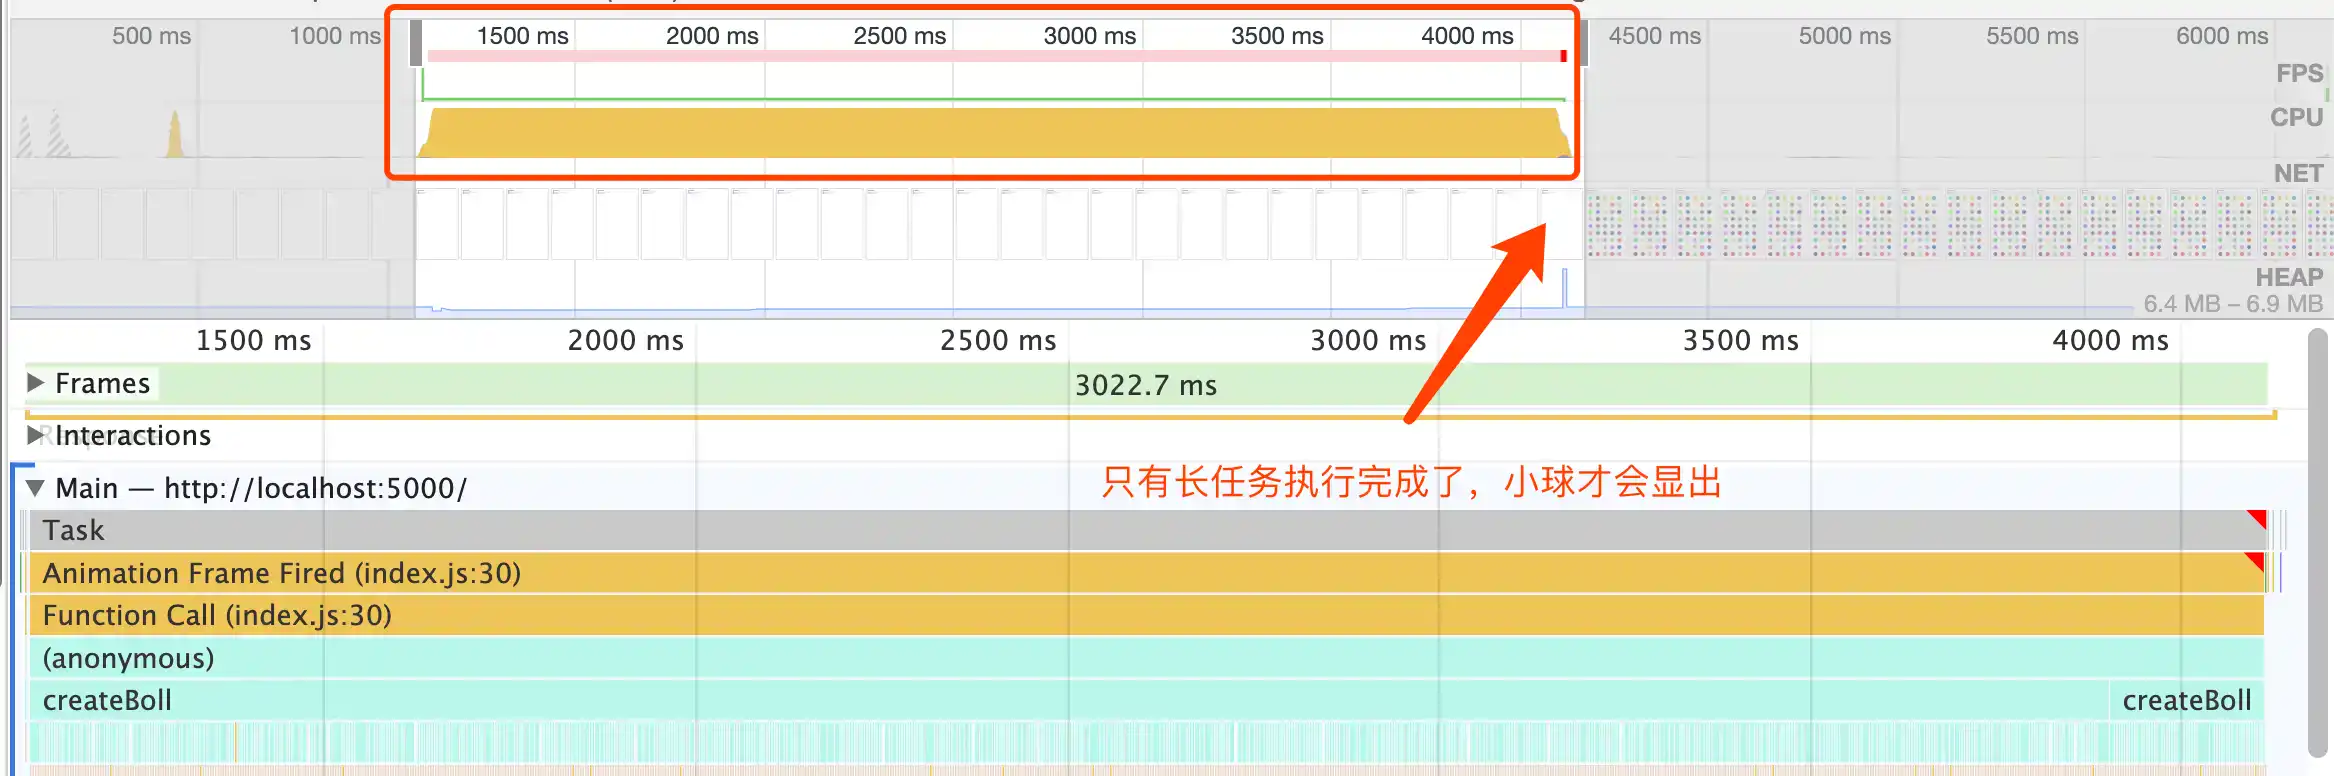 500 ms 1000 ms 1500 ms 2000 ms 2500 ms 3000 ms 3500 ms 4000 ms 4500 ms 5000 ms 5500 ms 6000 ms
FPS
CPU
NET
HEAP
6.4 MB – 6.9 MB
1500 ms 2000 ms 2500 ms 3000 ms 3500 ms 4000 ms
Frames 3022.7 ms
Interactions
只有长任务执行完成了，小球才会显出
Main — http://localhost:5000/
Task
Animation Frame Fired (index.js:30)
Function Call (index.js:30)
(anonymous)
createBoll createBoll